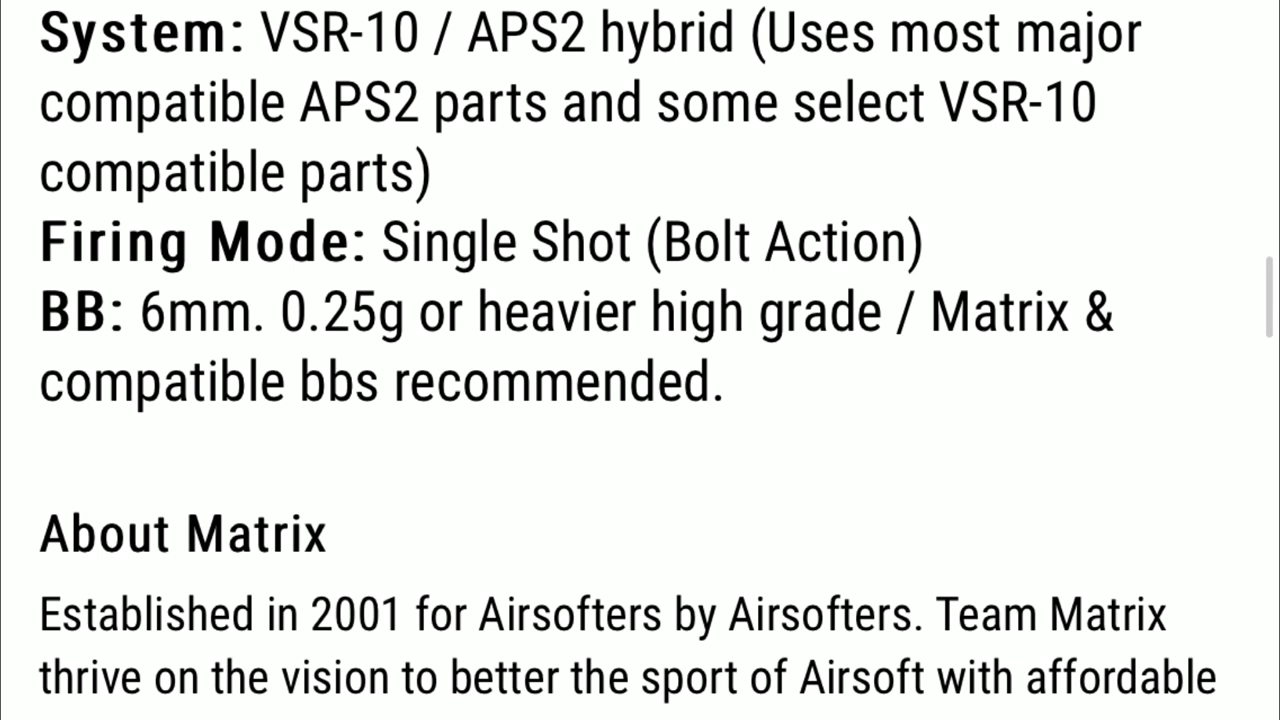 System: VSR-10 / APS2 hybrid (Uses most major
compatible APS2 parts and some select VSR-10
compatible parts)
Firing Mode: Single Shot (Bolt Action)
BB: 6mm. 0.25g or heavier high grade / Matrix &
compatible bbs recommended.
About Matrix
Established in 2001 for Airsofters by Airsofters. Team Matrix
thrive on the vision to better the sport of Airsoft with affordable